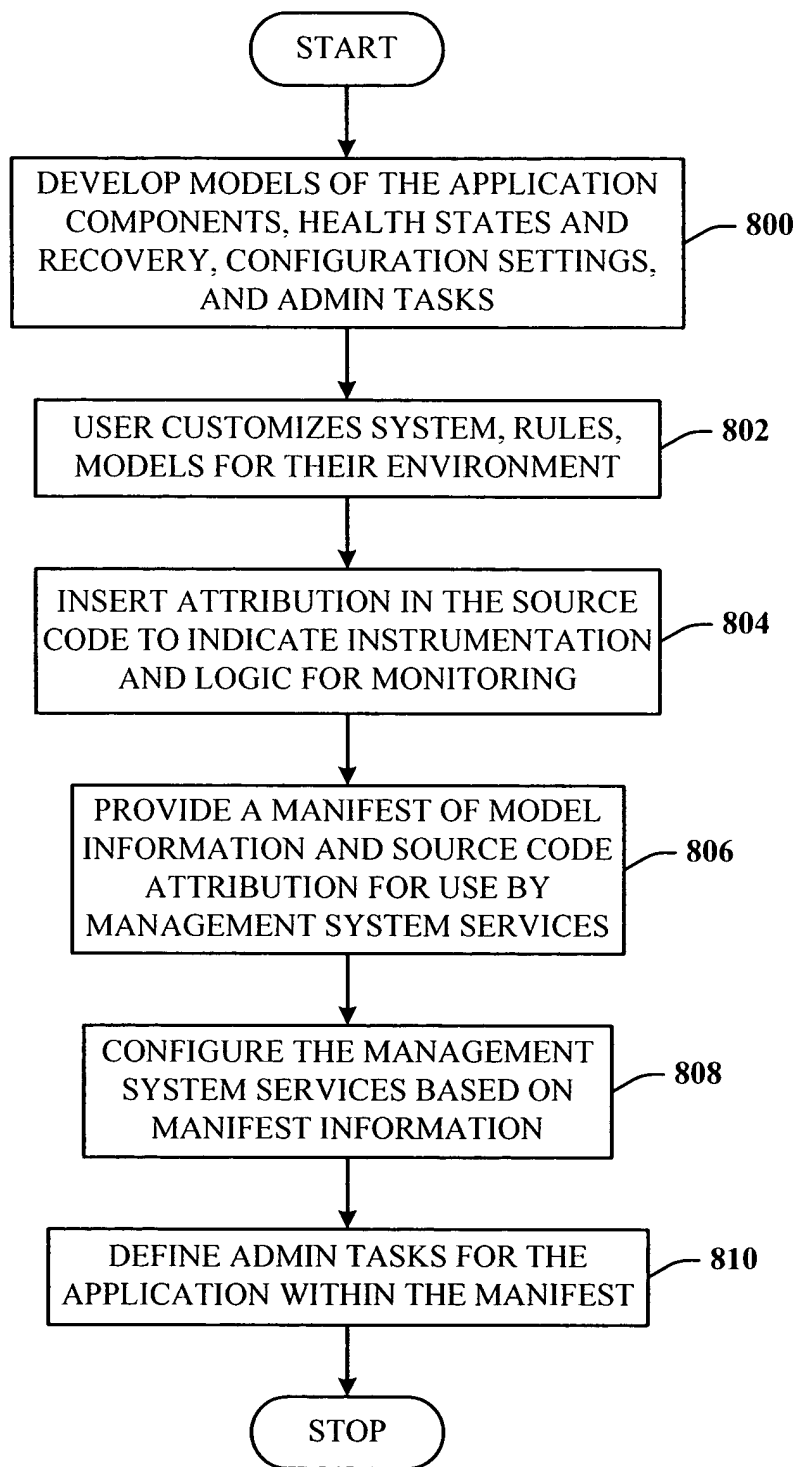 START
DEVELOP MODELS OF THE APPLICATION
COMPONENTS, HEALTH STATES AND
RECOVERY, CONFIGURATION SETTINGS,
AND ADMIN TASKS
800
USER CUSTOMIZES SYSTEM, RULES,
MODELS FOR THEIR ENVIRONMENT
802
INSERT ATTRIBUTION IN THE SOURCE
CODE TO INDICATE INSTRUMENTATION
AND LOGIC FOR MONITORING
804
PROVIDE A MANIFEST OF MODEL
INFORMATION AND SOURCE CODE
ATTRIBUTION FOR USE BY
MANAGEMENT SYSTEM SERVICES
806
CONFIGURE THE MANAGEMENT
SYSTEM SERVICES BASED ON
MANIFEST INFORMATION
808
DEFINE ADMIN TASKS FOR THE
APPLICATION WITHIN THE MANIFEST
810
STOP